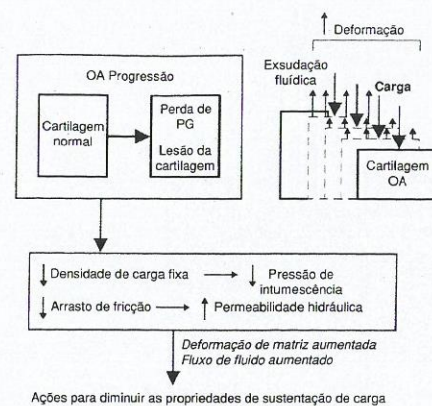 ↑ Deformação
OA Progressão
Cartilagem
normal
Perda de
PG
Lesão da
cartilagem
Exsudação
fluídica
Carga
Cartilagem
OA
↓ Densidade de carga fixa → ↓ Pressão de
intumescência
↓ Arrasto de fricção → ↑ Permeabilidade hidráulica
Deformação de matriz aumentada
Fluxo de fluido aumentado
Ações para diminuir as propriedades de sustentação de carga